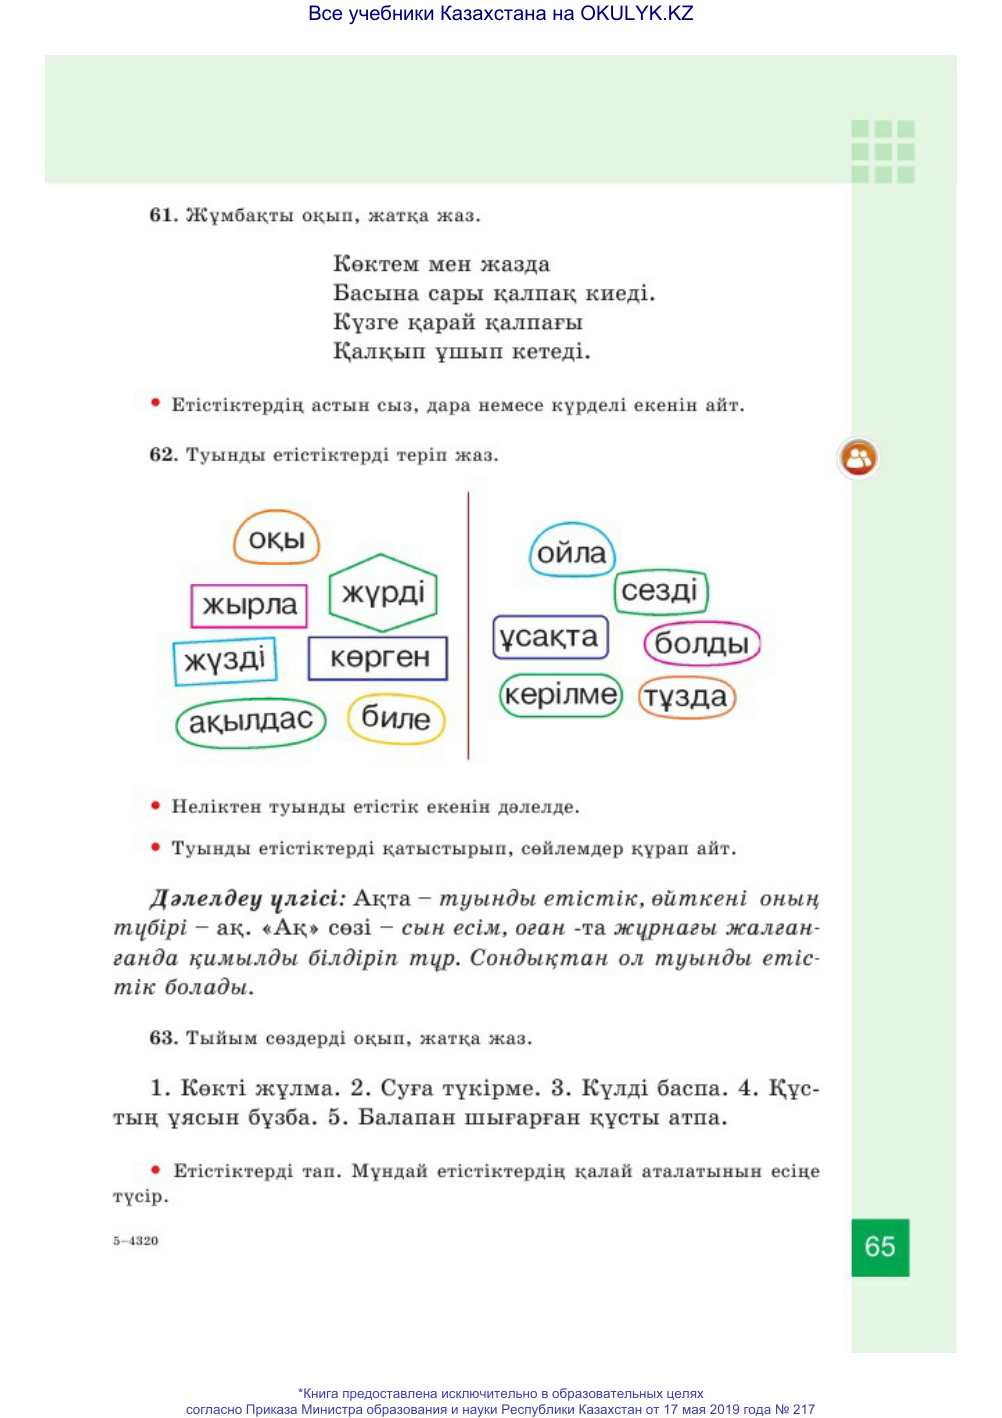 Все учебники Казахстана на OKULYK.KZ
61. Жұмбақты оқып, жатқа жаз.
Көктем мен жазда
Басына сары қалпақ киеді.
Күзге қарай қалпағы
Қалқып ұшып кетеді.
• Етістіктердің астын сыз, дара немесе күрделі екенін айт.
62. Туынды етістіктерді теріп жаз.
оқы
жырла
жүрді
жүзді
көрген
ақылдас
биле
ойла
сезді
ұсақта
болды
керілме
тұзда
• Неліктен туынды етістік екенін дәлелде.
• Туынды етістіктерді қатыстырып, сөйлемдер құрап айт.
Дәлелдеу үлгісі: Ақта – туынды етістік, өйткені оның
түбірі – ақ. «Ақ» сөзі – сын есім, оған -та жұрнағы жалған-
ғанда қимылды білдіріп тұр. Сондықтан ол туынды етіс-
тік болады.
63. Тыйым сөздерді оқып, жатқа жаз.
1. Көкті жұлма. 2. Суға түкірме. 3. Күлді баспа. 4. Құс-
тың ұясын бұзба. 5. Балапан шығарған құсты атпа.
• Етістіктерді тап. Мұндай етістіктердің қалай аталатынын есіңе
түсір.
5–4320
65
*Книга предоставлена исключительно в образовательных целях
согласно Приказа Министра образования и науки Республики Казахстан от 17 мая 2019 года № 217